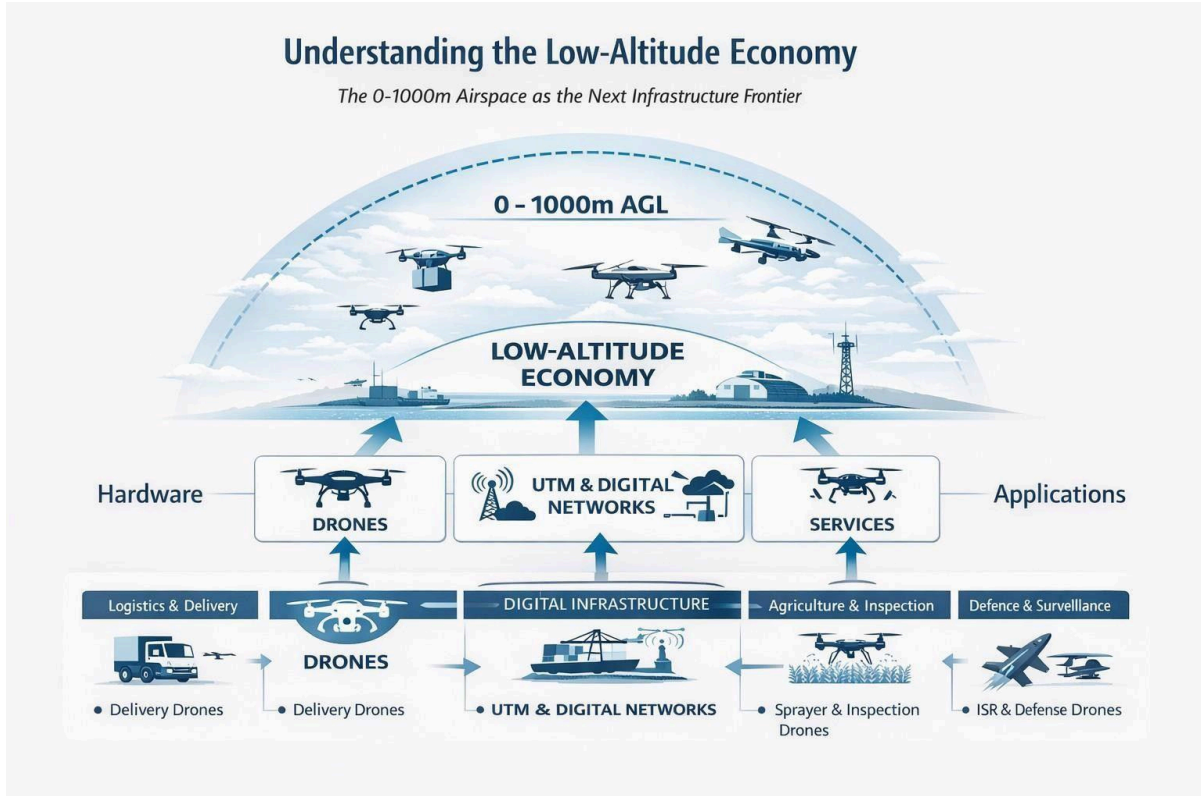 Understanding the Low-Altitude Economy
The 0-1000m Airspace as the Next Infrastructure Frontier
0 – 1000m AGL
LOW-ALTITUDE
ECONOMY
Hardware
DRONES
UTM & DIGITAL
NETWORKS
SERVICES
Applications
Logistics & Delivery
DIGITAL INFRASTRUCTURE
Agriculture & Inspection
Defence & Survelllance
DRONES
• Delivery Drones
• Delivery Drones
• UTM & DIGITAL NETWORKS
• Sprayer & Inspection
Drones
• ISR & Defense Drones